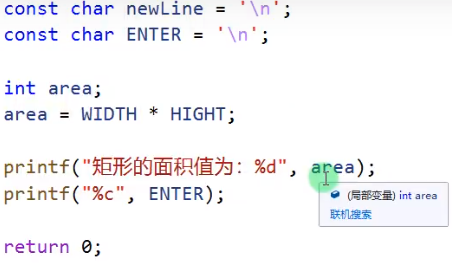 const char newLine = '\n';
const char ENTER = '\n';
int area;
area = WIDTH * HIGHT;
printf("矩形的面积值为：%d", area);
printf("%c", ENTER);
(局部变量) int area
联机搜索
return 0;